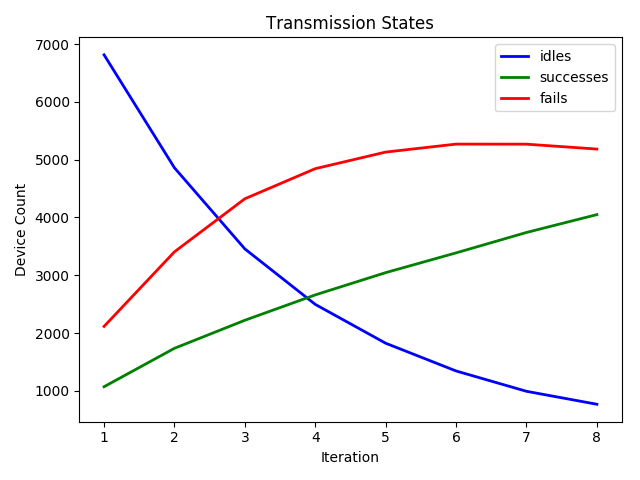 Transmission States
7000
6000
5000
4000
3000
2000
1000
Device Count
idles
successes
fails
1 2 3 4 5 6 7 8
Iteration